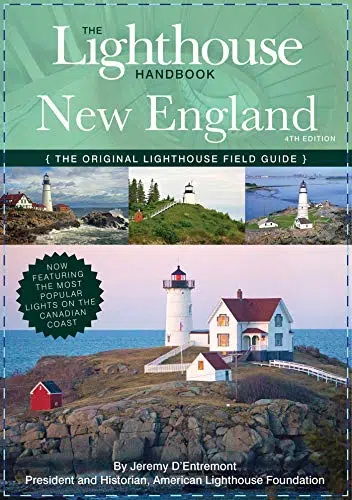 THE
Lighthouse
HANDBOOK
New England
4TH EDITION
{ THE ORIGINAL LIGHTHOUSE FIELD GUIDE }
NOW
FEATURING
THE MOST
POPULAR
LIGHTS ON THE
CANADIAN
COAST
By Jeremy D'Entremont
President and Historian, American Lighthouse Foundation